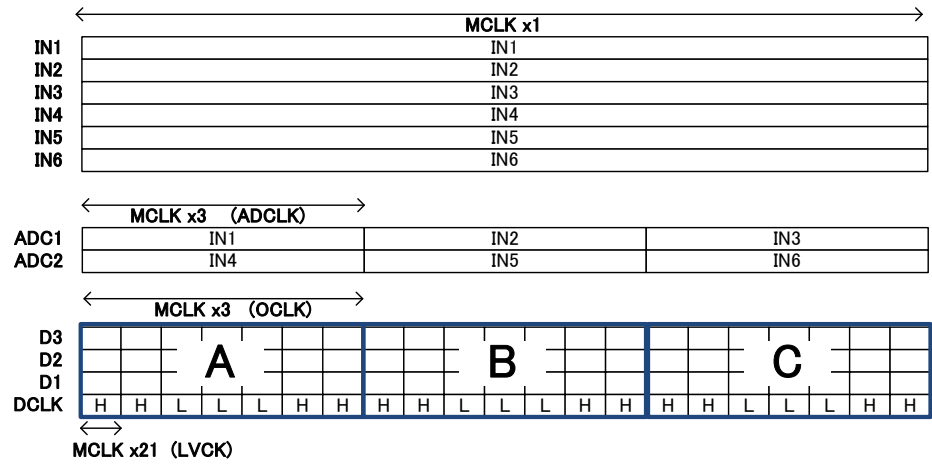 MCLK x1
IN1 IN1
IN2 IN2
IN3 IN3
IN4 IN4
IN5 IN5
IN6 IN6
MCLK x3 (ADCLK)
ADC1 IN1 IN2 IN3
ADC2 IN4 IN5 IN6
MCLK x3 (OCLK)
D3
D2 A B C
D1
DCLK H H L L L H H H H L L L H H H H L L L H H
MCLK x21 (LVCK)